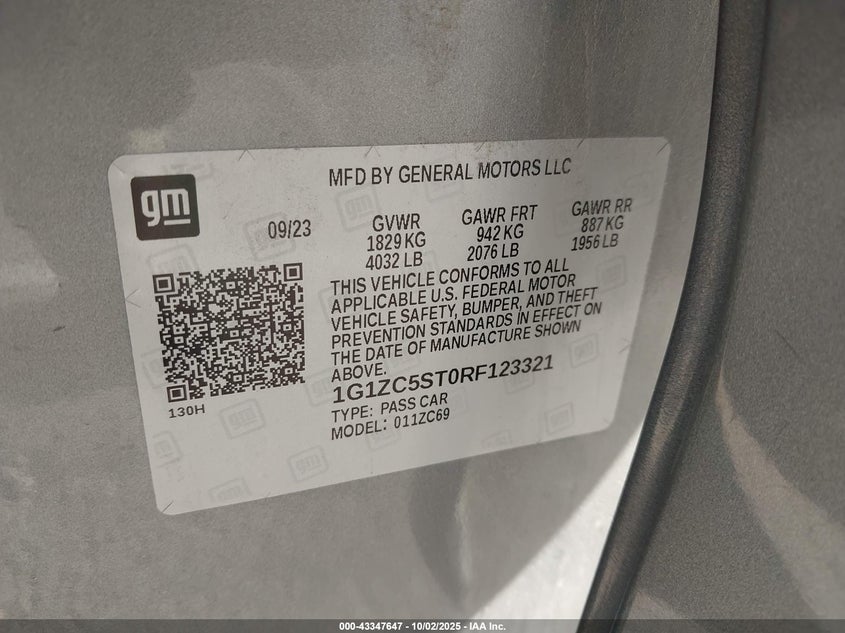 gm
MFD BY GENERAL MOTORS LLC
09/23
GVWR
1829 KG
4032 LB
GAWR FRT
942 KG
2076 LB
GAWR RR
887 KG
1956 LB
THIS VEHICLE CONFORMS TO ALL
APPLICABLE U.S. FEDERAL MOTOR
VEHICLE SAFETY, BUMPER, AND THEFT
PREVENTION STANDARDS IN EFFECT ON
THE DATE OF MANUFACTURE SHOWN
ABOVE.
1G1ZC5ST0RF123321
TYPE: PASS CAR
MODEL: 011ZC69
130H
000-43347647 - 10/02/2025 - IAA Inc.